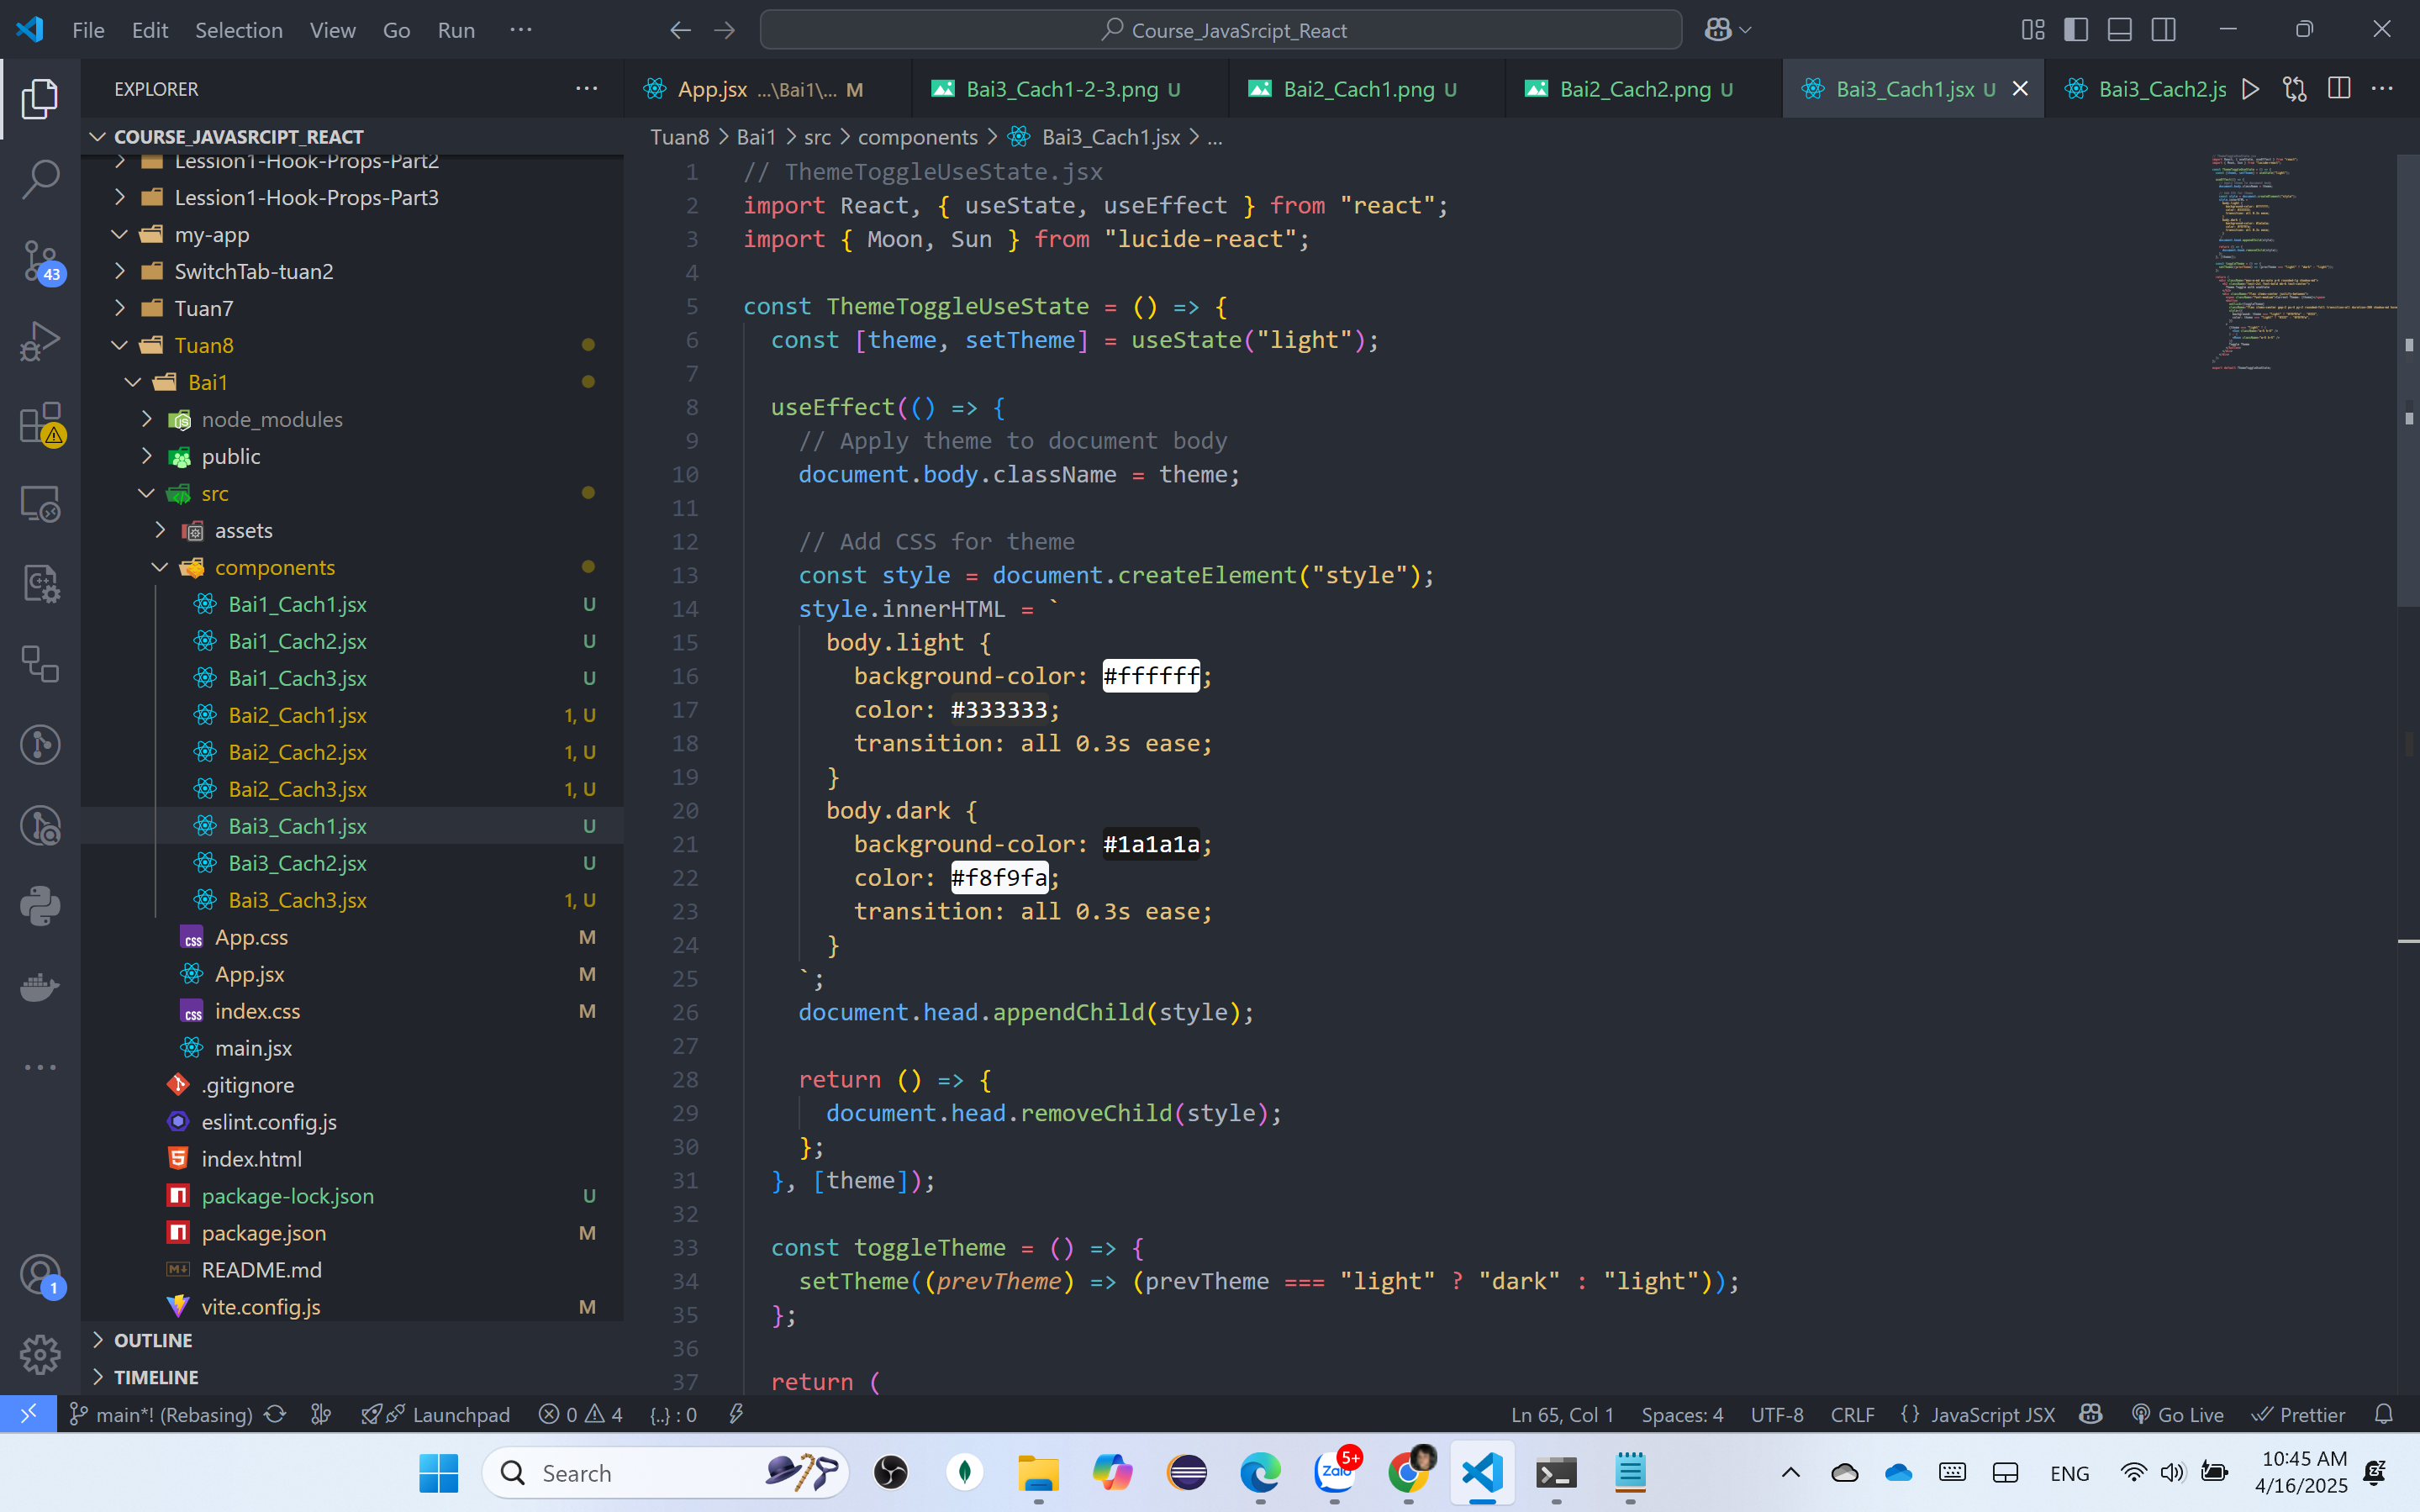 File Edit Selection View Go Run ···
Course_JavaSrcipt_React
EXPLORER
COURSE_JAVASRCIPT_REACT
Lession1-Hook-Props-Part2
Lession1-Hook-Props-Part3
my-app
SwitchTab-tuan2
Tuan7
Tuan8
Bai1
node_modules
public
src
assets
components
Bai1_Cach1.jsx U
Bai1_Cach2.jsx U
Bai1_Cach3.jsx U
Bai2_Cach1.jsx 1, U
Bai2_Cach2.jsx 1, U
Bai2_Cach3.jsx 1, U
Bai3_Cach1.jsx U
Bai3_Cach2.jsx U
Bai3_Cach3.jsx 1, U
App.css M
App.jsx M
index.css M
main.jsx
.gitignore
eslint.config.js
index.html
package-lock.json U
package.json M
README.md
vite.config.js M
OUTLINE
TIMELINE
43
1
App.jsx ...\Bai1\... M
Bai3_Cach1-2-3.png U
Bai2_Cach1.png U
Bai2_Cach2.png U
Bai3_Cach1.jsx U
Bai3_Cach2.js
Tuan8 > Bai1 > src > components > Bai3_Cach1.jsx > ...
1 // ThemeToggleUseState.jsx
2 import React, { useState, useEffect } from "react";
3 import { Moon, Sun } from "lucide-react";
4
5 const ThemeToggleUseState = () => {
6 const [theme, setTheme] = useState("light");
7
8 useEffect(() => {
9 // Apply theme to document body
10 document.body.className = theme;
11
12 // Add CSS for theme
13 const style = document.createElement("style");
14 style.innerHTML = `
15 body.light {
16 background-color: #ffffff;
17 color: #333333;
18 transition: all 0.3s ease;
19 }
20 body.dark {
21 background-color: #1a1a1a;
22 color: #f8f9fa;
23 transition: all 0.3s ease;
24 }
25 `;
26 document.head.appendChild(style);
27
28 return () => {
29 document.head.removeChild(style);
30 };
31 }, [theme]);
32
33 const toggleTheme = () => {
34 setTheme((prevTheme) => (prevTheme === "light" ? "dark" : "light"));
35 };
36
37 return (
main*! (Rebasing) Launchpad 0 4 {..} : 0
Ln 65, Col 1 Spaces: 4 UTF-8 CRLF {} JavaScript JSX Go Live Prettier
Search
Zalo
5+
ENG
10:45 AM
4/16/2025